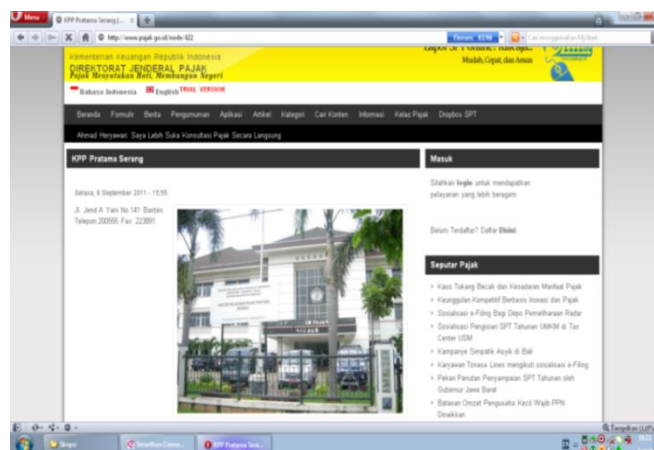 Menu
KPP Pratama Serang | ...
http://www.pajak.go.id/node/422
Kementerian Keuangan Republik Indonesia
DIREKTORAT JENDERAL PAJAK
Pajak Menyatukan Hati, Membangun Negeri
Mudah, Cepat, dan Aman
Bahasa Indonesia English TRIAL VERSION
Beranda Formulir Berita Pengumuman Aplikasi Artikel Kategori Cari Konten Informasi Kelas Pajak Dropbox SPT
Ahmad Heryawan: Saya Lebih Suka Konsultasi Pajak Secara Langsung
KPP Pratama Serang
Selasa, 6 September 2011 - 15:55
Jl. Jend A. Yani No.141 Banten
Telepon:200555 Fax: 223891
Masuk
Silahkan login untuk mendapatkan
pelayanan yang lebih beragam.
Belum Terdaftar? Daftar Disini.
Seputar Pajak
Kaos Tukang Becak dan Kesadaran Manfaat Pajak
Keunggulan Kompetitif Berbasis Inovasi dan Pajak
Sosialisasi e-Filing Bagi Depo Pemeliharaan Radar
Sosialisasi Pengisian SPT Tahunan UMKM di Tax
Center USM
Kampanye Simpatik Asyik di Bali
Karyawan Tonasa Lines mengikuti sosialisasi e-Filing
Pekan Panutan Penyampaian SPT Tahunan oleh
Gubernur Jawa Barat
Batasan Omzet Pengusaha Kecil Wajib PPN
Dinaikkan
Skripsi
KPP Pratama Sera...